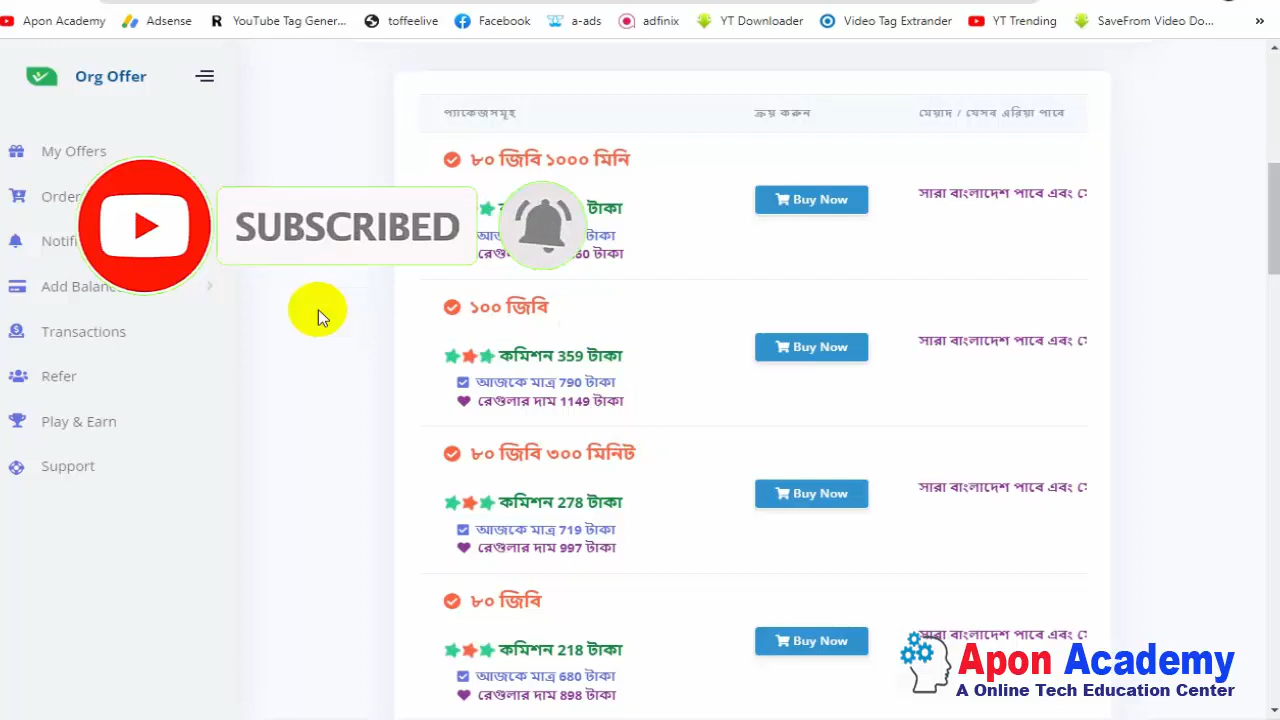 Apon Academy Adsense YouTube Tag Gener... toffeelive Facebook a-ads adfinix YT Downloader Video Tag Extrander YT Trending SaveFrom Video Do... »
Org Offer
My Offers
Add
Transactions
Refer
Play & Earn
Support
SUBSCRIBED
প্যাকেজসমূহ ক্রয় করুন মেয়াদ / যেসব এরিয়া পাবে
৮০ জিবি ১০০০ মিনি
টাকা
Buy Now
সারা বাংলাদেশ পাবে এবং
টাকা
টাকা
১০০ জিবি
কমিশন 359 টাকা
Buy Now
সারা বাংলাদেশ পাবে এবং
আজকে মাত্র 790 টাকা
রেগুলার দাম 1149 টাকা
৮০ জিবি ৩০০ মিনিট
কমিশন 278 টাকা
Buy Now
সারা বাংলাদেশ পাবে এবং
আজকে মাত্র 719 টাকা
রেগুলার দাম 997 টাকা
৮০ জিবি
কমিশন 218 টাকা
Buy Now
সারা বাংলাদেশ পাবে এবং
আজকে মাত্র 680 টাকা
রেগুলার দাম 898 টাকা
Apon Academy
A Online Tech Education Center